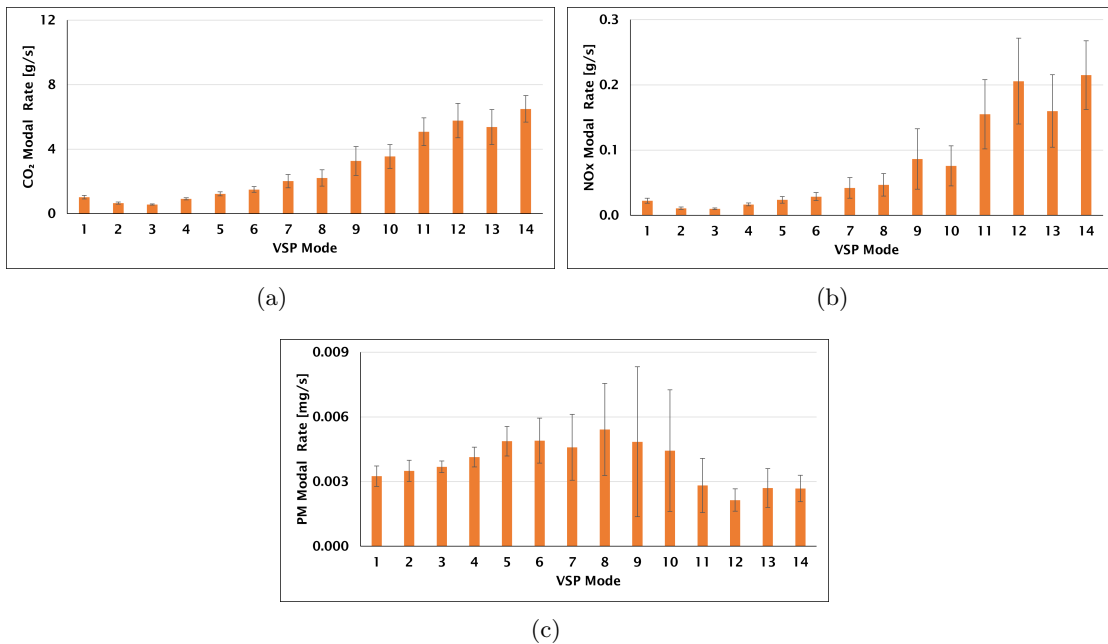 CO₂ Modal Rate [g/s]
12
8
4
0
1 2 3 4 5 6 7 8 9 10 11 12 13 14
VSP Mode
(a)
NOx Modal Rate [g/s]
0.3
0.2
0.1
0.0
1 2 3 4 5 6 7 8 9 10 11 12 13 14
VSP Mode
(b)
PM Modal Rate [mg/s]
0.009
0.006
0.003
0.000
1 2 3 4 5 6 7 8 9 10 11 12 13 14
VSP Mode
(c)